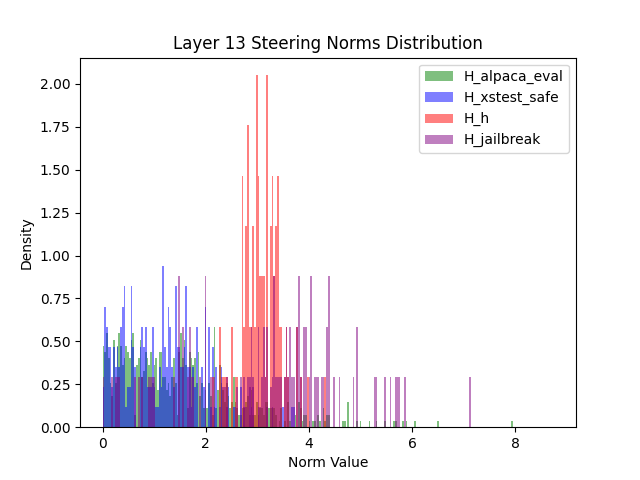 Layer 13 Steering Norms Distribution
H_alpaca_eval
H_xstest_safe
H_h
H_jailbreak
2.00
1.75
1.50
1.25
1.00
0.75
0.50
0.25
0.00
Density
0 2 4 6 8
Norm Value